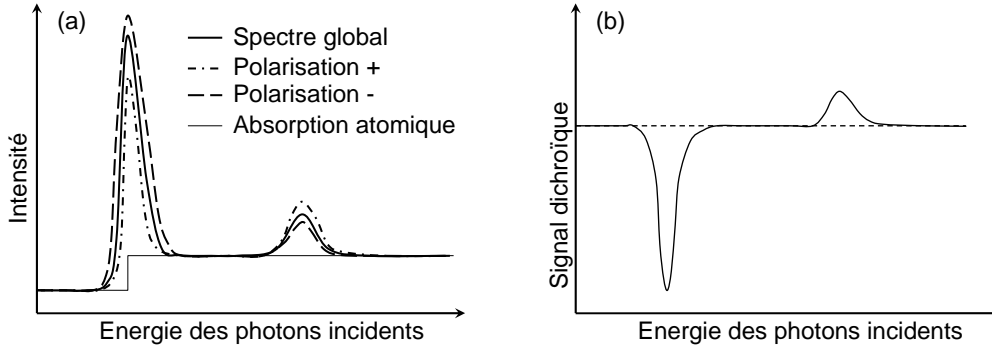 (a)
Spectre global
Polarisation +
Polarisation -
Absorption atomique
Intensité
Energie des photons incidents
(b)
Signal dichroïque
Energie des photons incidents